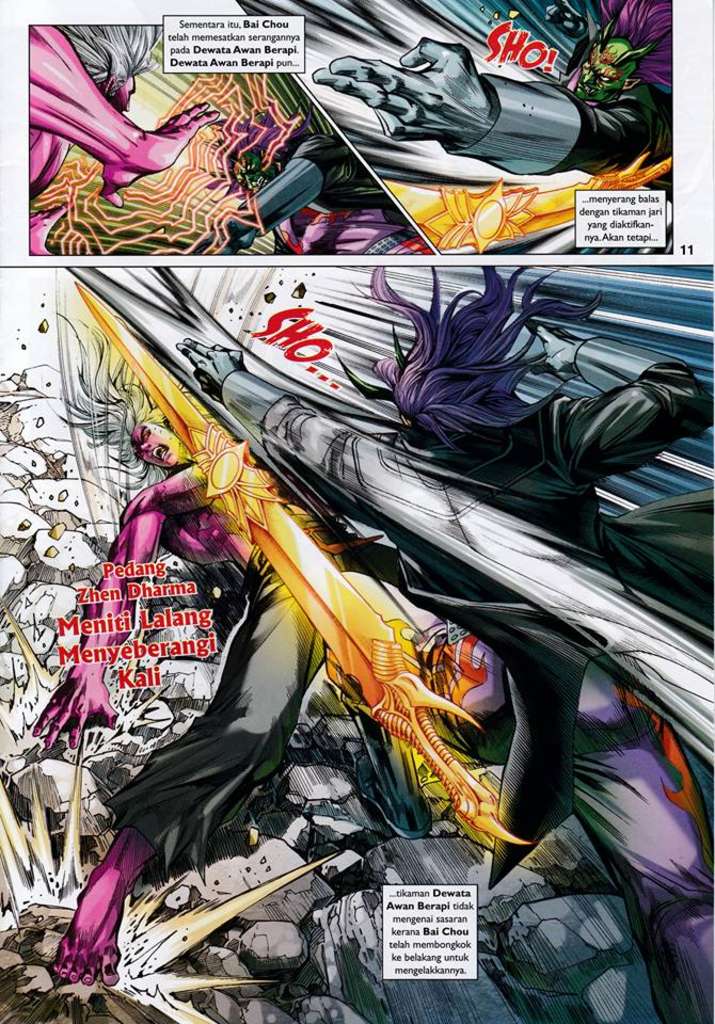 Sementara itu, Bai Chou
telah memesatkan serangannya
pada Dewata Awan Berapi.
Dewata Awan Berapi pun...
SHO!
...menyerang balas
dengan tikaman jari
yang diaktifkan-
nya. Akan tetapi...
11
SHO...
Pedang
Zhen Dharma
Meniti Lalang
Menyeberangi
Kali
...tikaman Dewata
Awan Berapi tidak
mengenai sasaran
kerana Bai Chou
telah membongkok
ke belakang untuk
mengelakkannya.